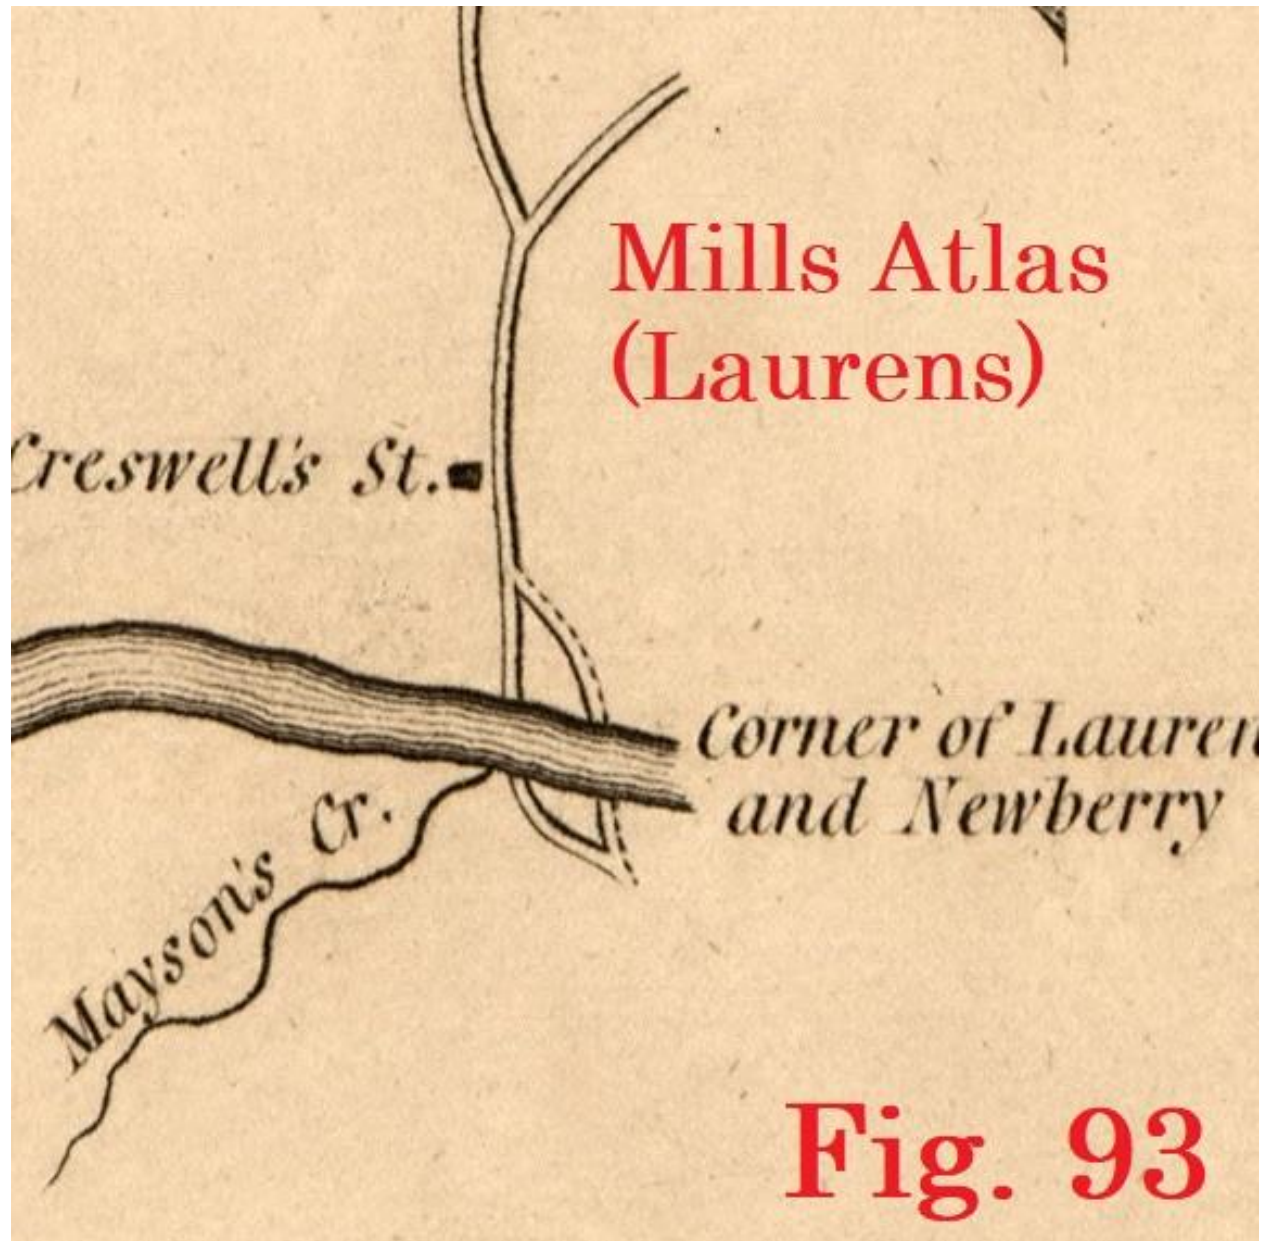 Mills Atlas
(Laurens)
Creswell's St.
Corner of Lauren
and Newberry
Mayson's Cr.
Fig. 93